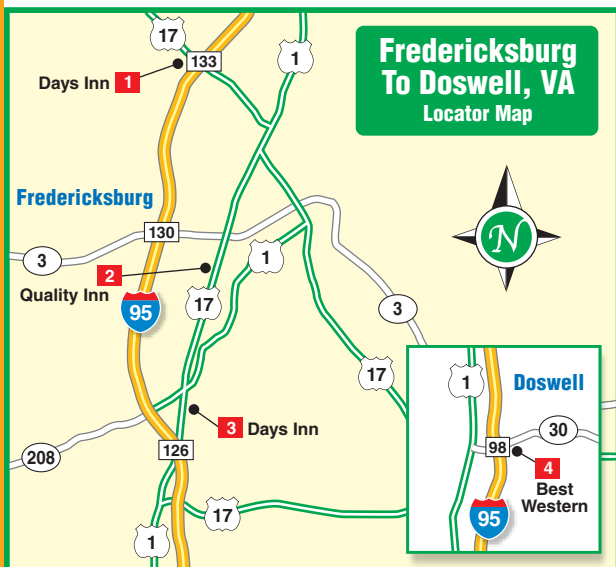 Fredericksburg
To Doswell, VA
Locator Map
17
1
133
Days Inn 1
Fredericksburg
130
3
2
Quality Inn
1
17
95
3
17
3 Days Inn
126
208
17
1
N
1
Doswell
30
98
4
Best
Western
95